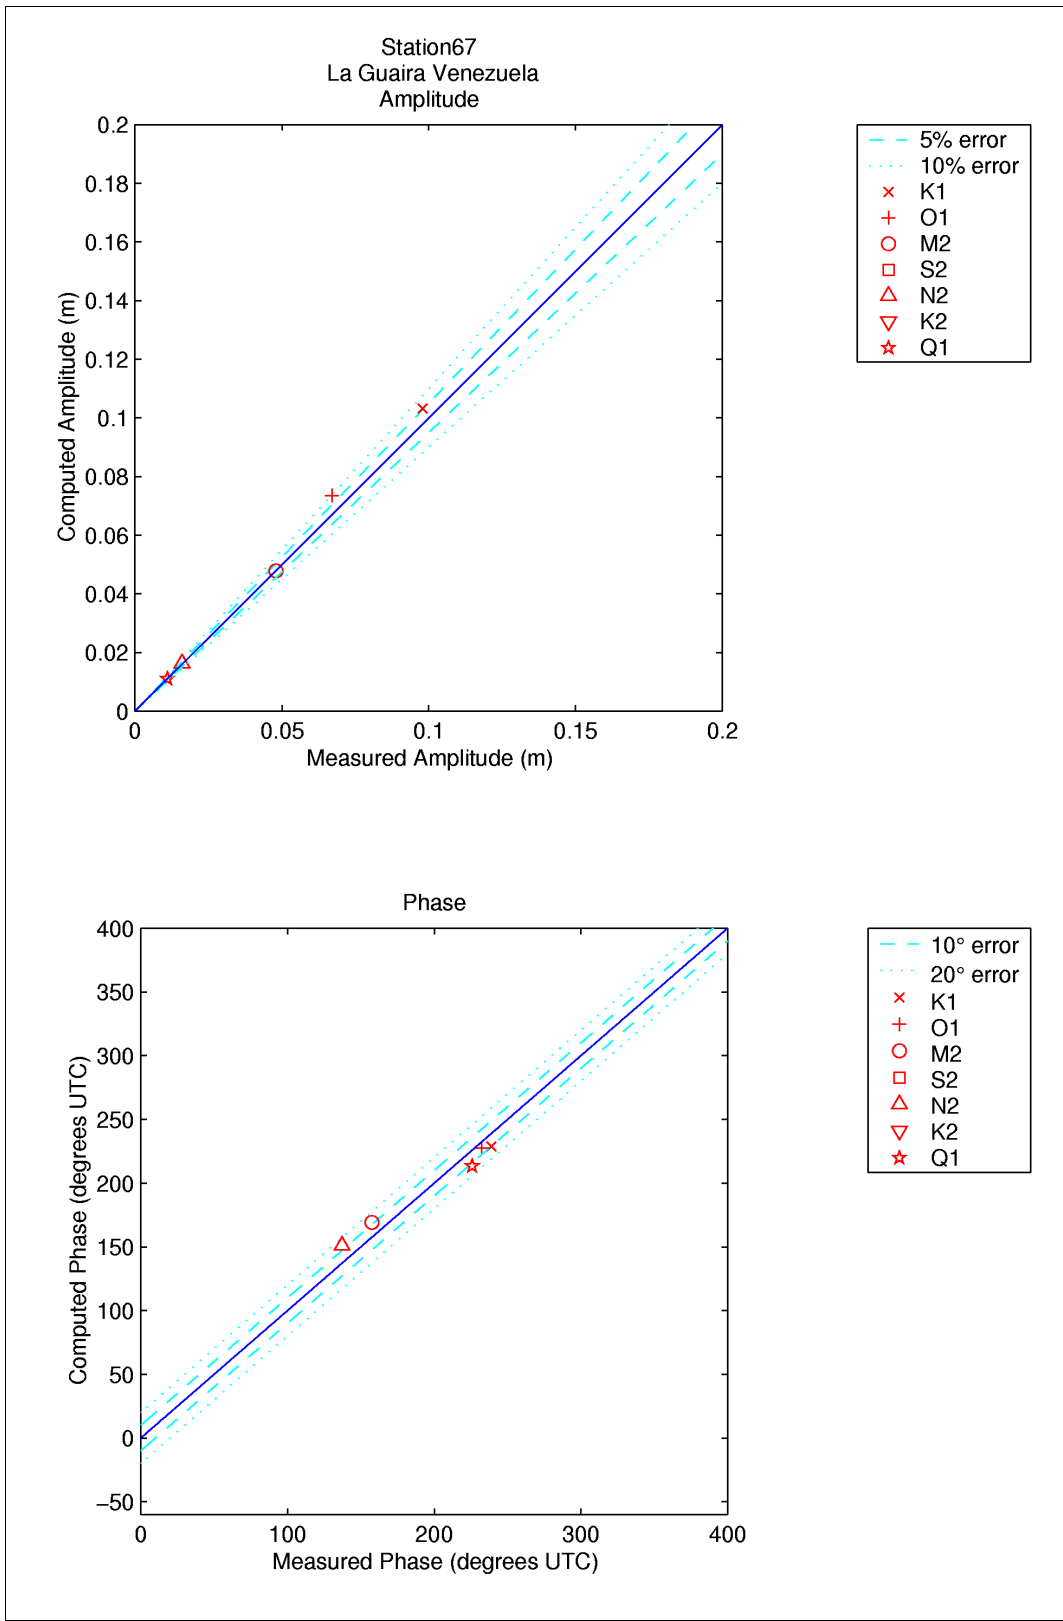 Station67
La Guaira Venezuela
Amplitude
0.2
0.18
0.16
0.14
0.12
0.1
0.08
0.06
0.04
0.02
0
Computed Amplitude (m)
0 0.05 0.1 0.15 0.2
Measured Amplitude (m)
5% error
10% error
K1
O1
M2
S2
N2
K2
Q1
Phase
400
350
300
250
200
150
100
50
0
−50
Computed Phase (degrees UTC)
0 100 200 300 400
Measured Phase (degrees UTC)
10° error
20° error
K1
O1
M2
S2
N2
K2
Q1